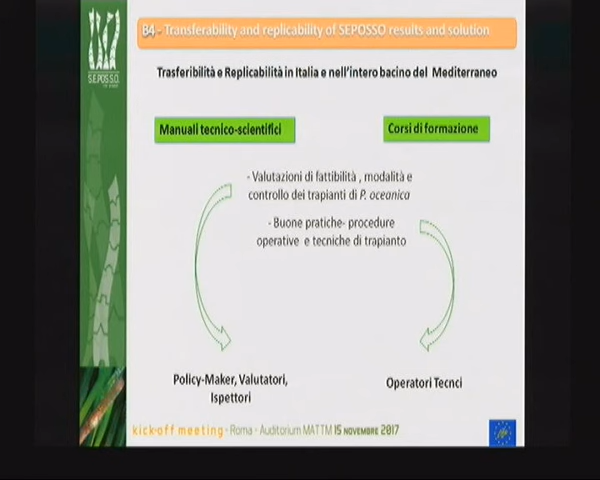 B4 - Transferability and replicability of SEPOSSO results and solution
S.E.POS.S.O.
Trasferibilità e Replicabilità in Italia e nell'intero bacino del Mediterraneo
Manuali tecnico-scientifici
Corsi di formazione
- Valutazioni di fattibilità , modalità e
controllo dei trapianti di P. oceanica
- Buone pratiche- procedure
operative e tecniche di trapianto
Policy-Maker, Valutatori,
Ispettori
Operatori Tecnci
kick-off meeting - Roma - Auditorium MATTM 15 NOVEMBRE 2017